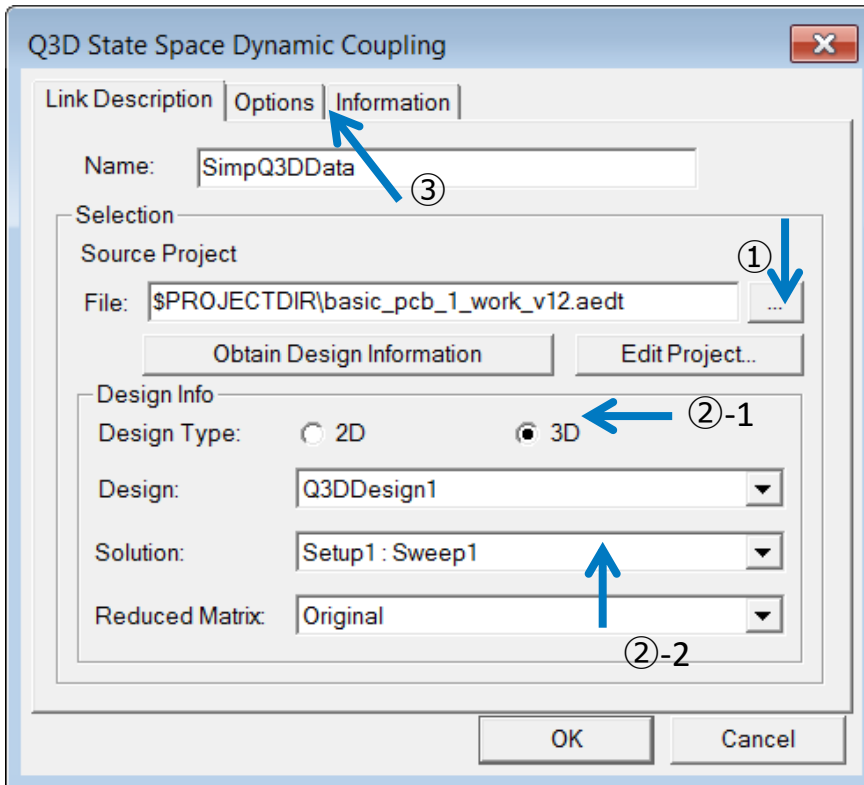 Q3D State Space Dynamic Coupling
Link Description Options Information
Name: SimpQ3DData
③
Selection
Source Project
①
File: $PROJECTDIR\basic_pcb_1_work_v12.aedt ...
Obtain Design Information Edit Project...
Design Info
②-1
Design Type: 2D 3D
Design: Q3DDesign1
Solution: Setup1 : Sweep1
Reduced Matrix: Original
②-2
OK Cancel